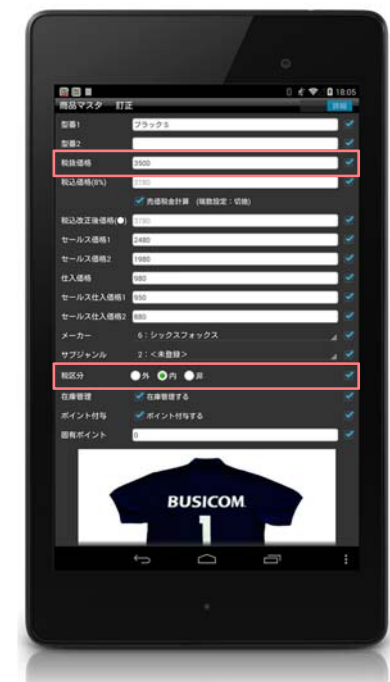 18:05
商品マスタ 訂正 詳細
型番1 ブラックS
型番2
税抜価格 3500
税込価格(8%) 3780
売価税金計算 (端数設定:切捨)
税込改正後価格(●) 3780
セールス価格1 2480
セールス価格2 1980
仕入価格 980
セールス仕入価格1 950
セールス仕入価格2 880
メーカー 6:シックスフォックス
サブジャンル 2:<未登録>
税区分 外 内 非
在庫管理 在庫管理する
ポイント付与 ポイント付与する
固有ポイント 0
BUSICOM
1